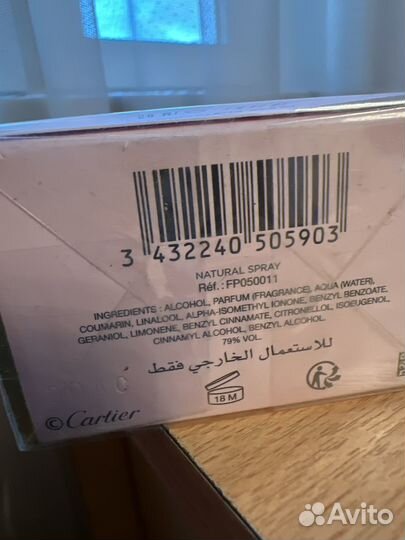 3 432240 505903
NATURAL SPRAY
Réf.: FP050011
INGREDIENTS : ALCOHOL, PARFUM (FRAGRANCE), AQUA (WATER),
COUMARIN, LINALOOL, ALPHA-ISOMETHYL IONONE, BENZYL BENZOATE,
GERANIOL, LIMONENE, BENZYL CINNAMATE, CITRONELLOL, ISOEUGENOL,
CINNAMYL ALCOHOL, BENZYL ALCOHOL.
79% VOL.
للاستعمال الخارجي فقط
18 M
©Cartier
Avito